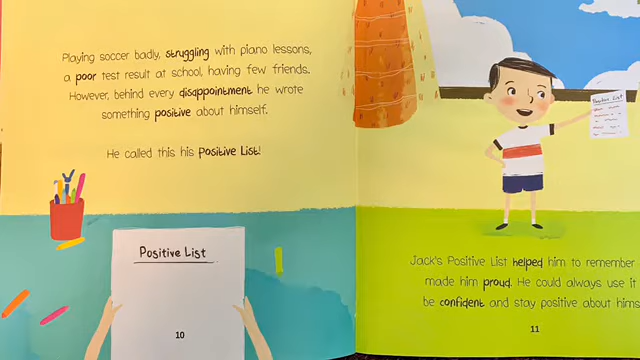 Playing soccer badly, struggling with piano lessons,
a poor test result at school, having few friends.
However, behind every disappointment he wrote
something positive about himself.
He called this his Positive List!
Positive List
10
Positive List
Jack's Positive List helped him to remember
made him proud. He could always use it
be confident and stay positive about
11